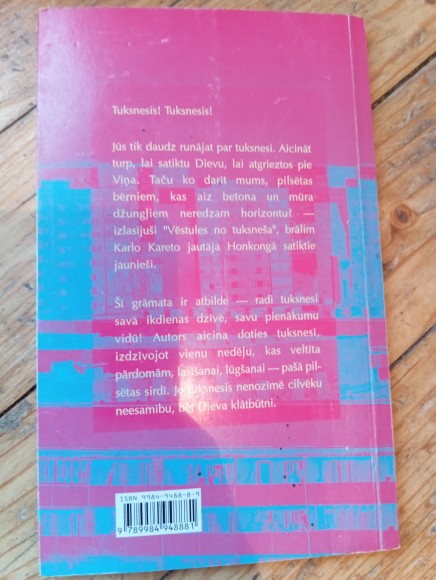 Tuksnesis! Tuksnesis!
Jūs tik daudz runājat par tuksnesi. Aicināt
turp, lai satiktu Dievu, lai atgrieztos pie
Viņa. Taču ko darīt mums, pilsētas
bērniem, kas aiz betona un mūra
džungļiem neredzam horizontu? —
izlasījuši "Vēstules no tuksneša", brālim
Karlo Kareto jautāja Honkongā satiktie
jaunieši.
Šī grāmata ir atbilde — radi tuksnesi
savā ikdienas dzīvē, savu pienākumu
vidū! Autors aicina doties tuksnesī,
izdzīvojot vienu nedēļu, kas veltīta
pārdomām, lasīšanai, lūgšanai — pašā pil-
sētas sirdī. Jo tuksnesis nenozīmē cilvēku
neesamību, bet Dieva klātbūtni.
ISBN 9984-9488-8-9
9 789984 948881